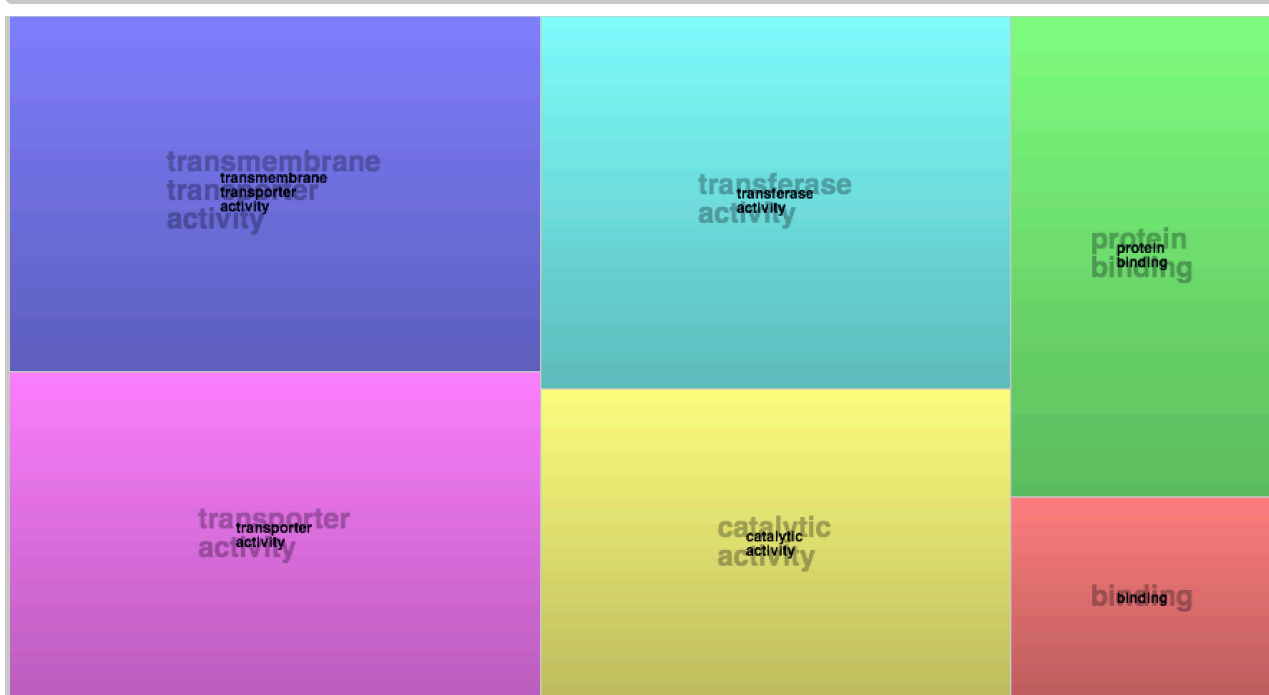 transmembrane
transporter
activity
transmembrane
transporter
activity
transferase
activity
transferase
activity
protein
binding
protein
binding
transporter
activity
transporter
activity
catalytic
activity
catalytic
activity
binding
binding